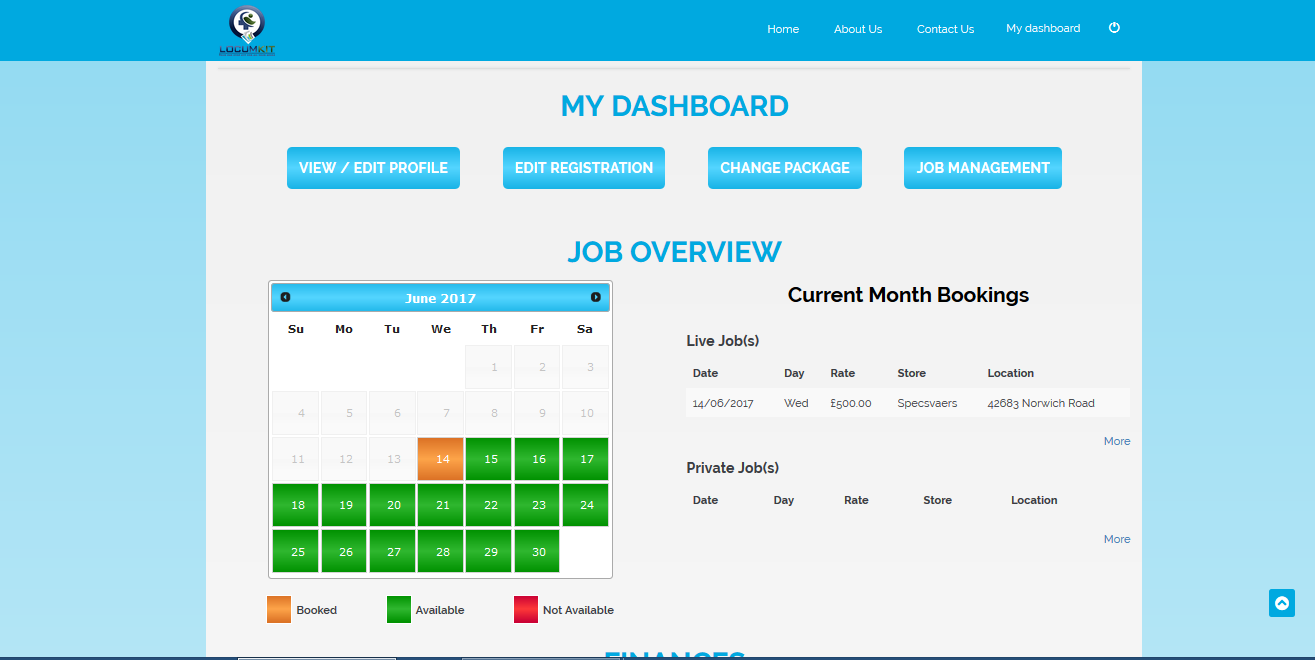 LOCUMKIT
Home About Us Contact Us My dashboard
MY DASHBOARD
VIEW / EDIT PROFILE EDIT REGISTRATION CHANGE PACKAGE JOB MANAGEMENT
JOB OVERVIEW
June 2017
Su Mo Tu We Th Fr Sa
1 2 3
4 5 6 7 8 9 10
11 12 13 14 15 16 17
18 19 20 21 22 23 24
25 26 27 28 29 30
Booked Available Not Available
Current Month Bookings
Live Job(s)
Date Day Rate Store Location
14/06/2017 Wed £500.00 Specsvaers 42683 Norwich Road
More
Private Job(s)
Date Day Rate Store Location
More
FINANCES